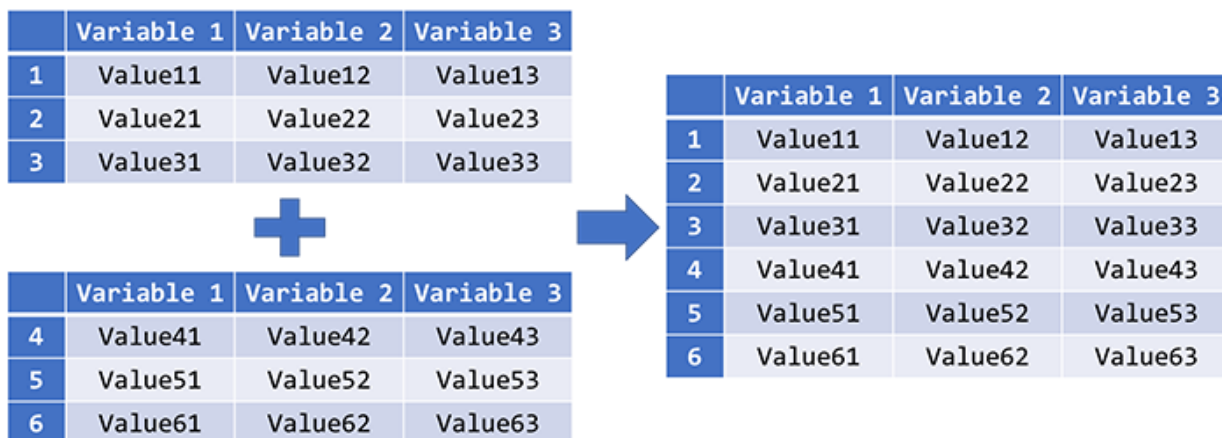 Variable 1 Variable 2 Variable 3
1 Value11 Value12 Value13
2 Value21 Value22 Value23
3 Value31 Value32 Value33
Variable 1 Variable 2 Variable 3
4 Value41 Value42 Value43
5 Value51 Value52 Value53
6 Value61 Value62 Value63
Variable 1 Variable 2 Variable 3
1 Value11 Value12 Value13
2 Value21 Value22 Value23
3 Value31 Value32 Value33
4 Value41 Value42 Value43
5 Value51 Value52 Value53
6 Value61 Value62 Value63